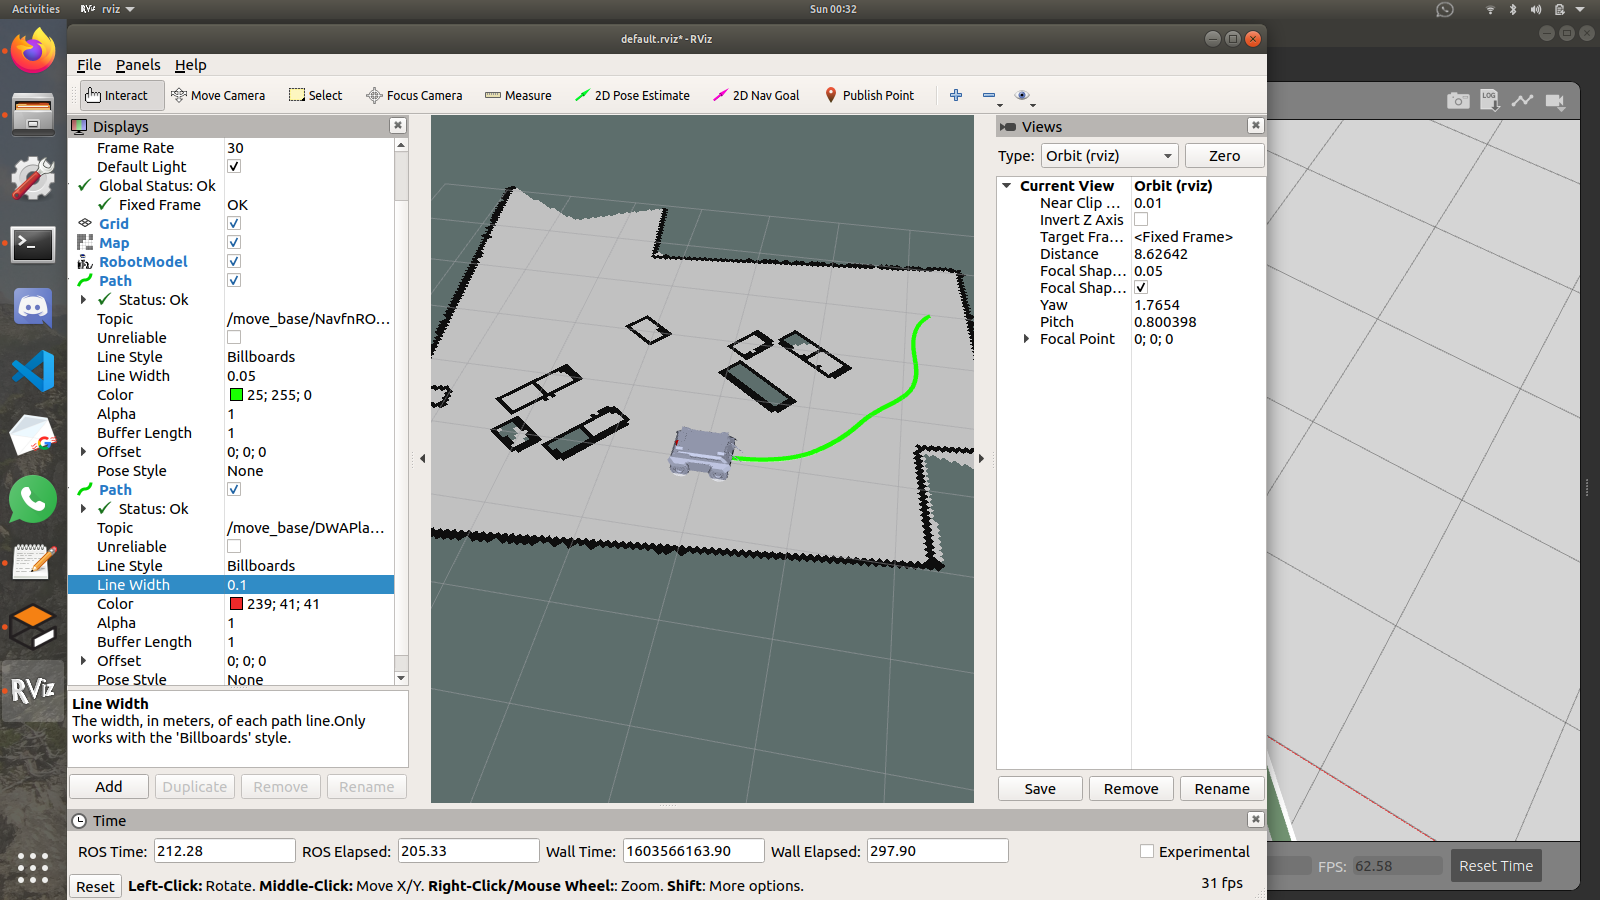 Activities
RViz rviz
Sun 00:32
default.rviz* - RViz
File Panels Help
Interact Move Camera Select Focus Camera Measure 2D Pose Estimate 2D Nav Goal Publish Point
LOG
Displays
Frame Rate 30
Default Light
Global Status: Ok
Fixed Frame OK
Grid
Map
RobotModel
Path
Status: Ok
Topic /move_base/NavfnRO...
Unreliable
Line Style Billboards
Line Width 0.05
Color 25; 255; 0
Alpha 1
Buffer Length 1
Offset 0; 0; 0
Pose Style None
Path
Status: Ok
Topic /move_base/DWAPla...
Unreliable
Line Style Billboards
Line Width 0.1
Color 239; 41; 41
Alpha 1
Buffer Length 1
Offset 0; 0; 0
Pose Style None
Line Width
The width, in meters, of each path line.Only
works with the 'Billboards' style.
Add Duplicate Remove Rename
Views
Type: Orbit (rviz) Zero
Current View Orbit (rviz)
Near Clip ... 0.01
Invert Z Axis
Target Fra... <Fixed Frame>
Distance 8.62642
Focal Shap... 0.05
Focal Shap...
Yaw 1.7654
Pitch 0.800398
Focal Point 0; 0; 0
Save Remove Rename
Time
ROS Time: 212.28 ROS Elapsed: 205.33 Wall Time: 1603566163.90 Wall Elapsed: 297.90 Experimental
Reset Left-Click: Rotate. Middle-Click: Move X/Y. Right-Click/Mouse Wheel:: Zoom. Shift: More options. 31 fps
FPS: 62.58 Reset Time
RViz